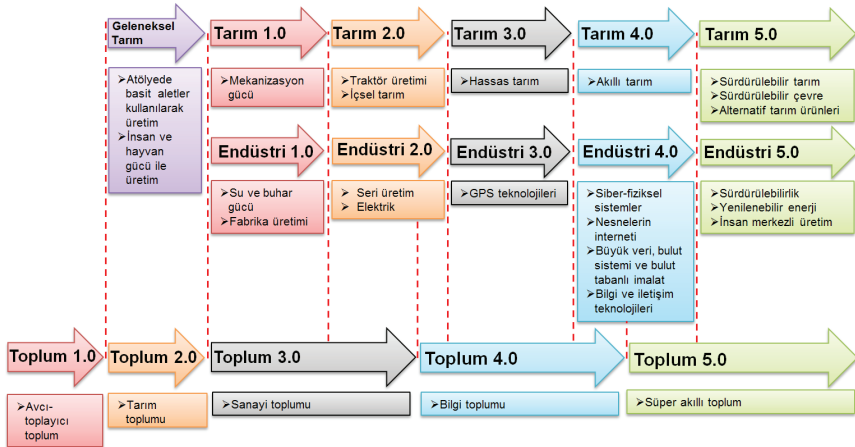 Geleneksel
Tarım
Tarım 1.0
Tarım 2.0
Tarım 3.0
Tarım 4.0
Tarım 5.0
➢Atölyede
basit aletler
kullanılarak
üretim
➢İnsan ve
hayvan
gücü ile
üretim
➢Mekanizasyon
gücü
➢Traktör üretimi
➢İçsel tarım
➢Hassas tarım
➢Akıllı tarım
➢Sürdürülebilir tarım
➢Sürdürülebilir çevre
➢Alternatif tarım ürünleri
Endüstri 1.0
Endüstri 2.0
Endüstri 3.0
Endüstri 4.0
Endüstri 5.0
➢Su ve buhar
gücü
➢Fabrika üretimi
➢Seri üretim
➢Elektrik
➢GPS teknolojileri
➢Siber-fiziksel
sistemler
➢Nesnelerin
interneti
➢Büyük veri, bulut
sistemi ve bulut
tabanlı imalat
➢Bilgi ve iletişim
teknolojileri
➢Sürdürülebilirlik
➢Yenilenebilir enerji
➢İnsan merkezli üretim
Toplum 1.0
Toplum 2.0
Toplum 3.0
Toplum 4.0
Toplum 5.0
➢Avcı-
toplayıcı
toplum
➢Tarım
toplumu
➢Sanayi toplumu
➢Bilgi toplumu
➢Süper akıllı toplum